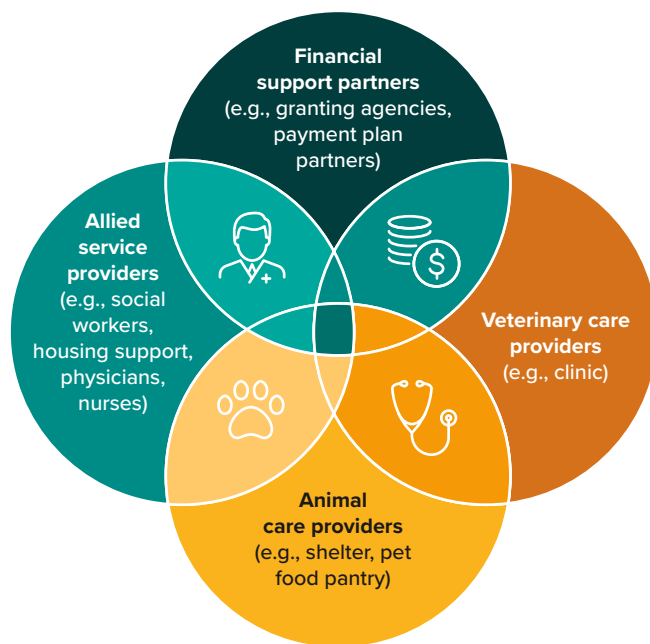 Financial
support partners
(e.g., granting agencies,
payment plan
partners)
Allied
service
providers
(e.g., social
workers,
housing support,
physicians,
nurses)
$
Veterinary care
providers
(e.g., clinic)
Animal
care providers
(e.g., shelter, pet
food pantry)